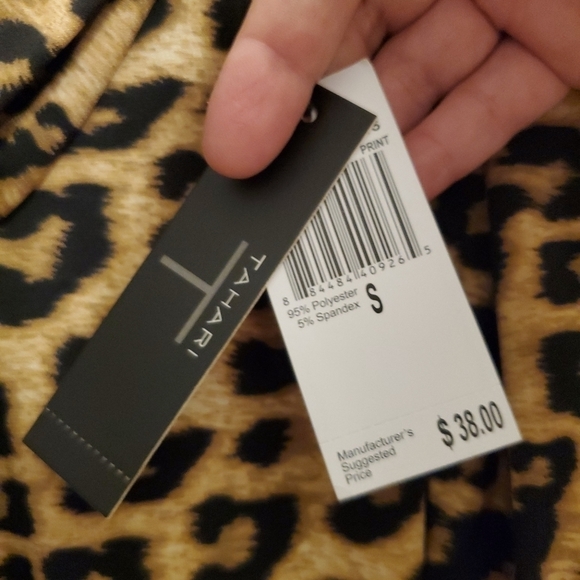 TAHARI
PRINT
8 84484 40926 5
95% Polyester
5% Spandex
S
Manufacturer's
Suggested
Price
$38.00